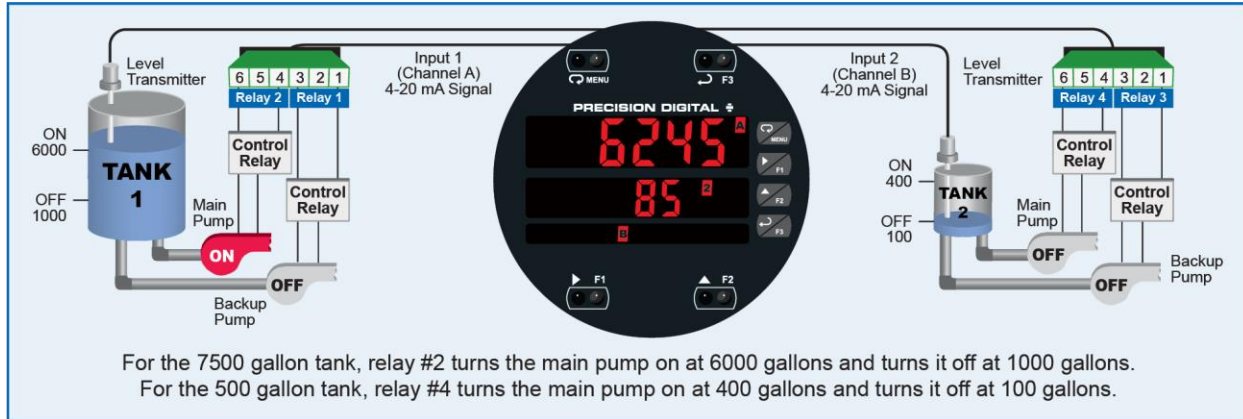 Level
Transmitter
6 5 4 3 2 1
Relay 2 Relay 1
Input 1
(Channel A)
4-20 mA Signal
MENU
F3
Input 2
(Channel B)
4-20 mA Signal
Level
Transmitter
6 5 4 3 2 1
Relay 4 Relay 3
PRECISION DIGITAL
6245 A
MENU
F1
85 2
F2
B
F3
F1
F2
ON
6000
OFF
1000
TANK
1
Control
Relay
Control
Relay
Main
Pump
ON
OFF
Backup
Pump
ON
400
OFF
100
TANK
2
Control
Relay
Control
Relay
Main
Pump
OFF
OFF
Backup
Pump
For the 7500 gallon tank, relay #2 turns the main pump on at 6000 gallons and turns it off at 1000 gallons.
For the 500 gallon tank, relay #4 turns the main pump on at 400 gallons and turns it off at 100 gallons.